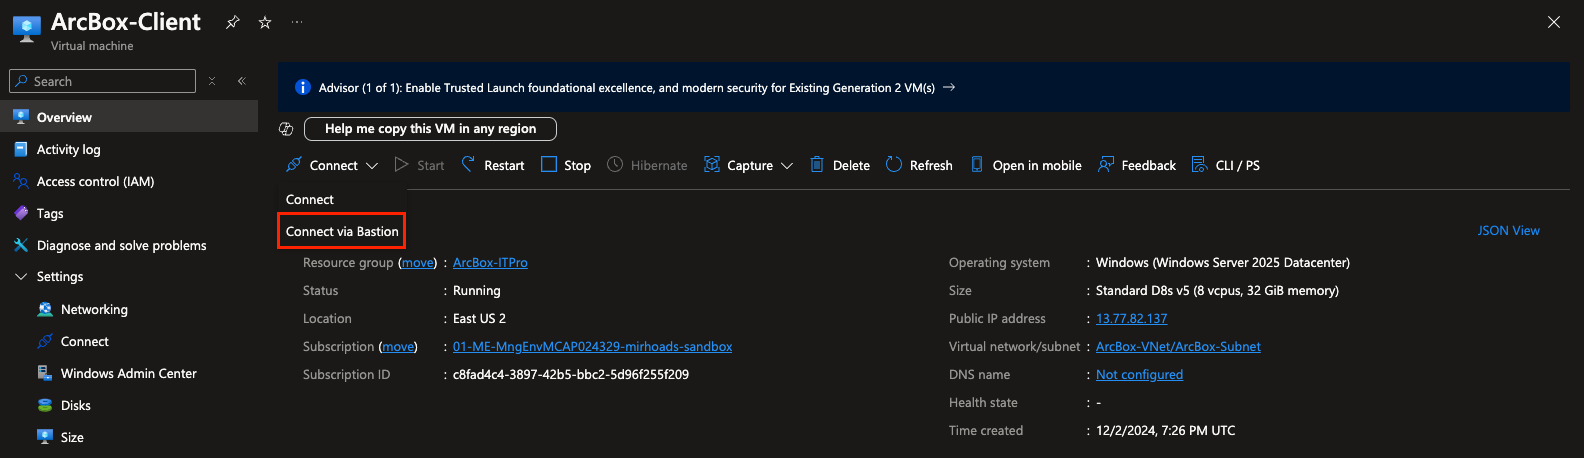 ArcBox-Client
Virtual machine
Search
Overview
Activity log
Access control (IAM)
Tags
Diagnose and solve problems
Settings
Networking
Connect
Windows Admin Center
Disks
Size
Advisor (1 of 1): Enable Trusted Launch foundational excellence, and modern security for Existing Generation 2 VM(s) →
Help me copy this VM in any region
Connect Start Restart Stop Hibernate Capture Delete Refresh Open in mobile Feedback CLI / PS
Connect
Connect via Bastion
JSON View
Resource group (move) : ArcBox-ITPro
Status : Running
Location : East US 2
Subscription (move) : 01-ME-MngEnvMCAP024329-mirhoads-sandbox
Subscription ID : c8fad4c4-3897-42b5-bbc2-5d96f255f209
Operating system : Windows (Windows Server 2025 Datacenter)
Size : Standard D8s v5 (8 vcpus, 32 GiB memory)
Public IP address : 13.77.82.137
Virtual network/subnet : ArcBox-VNet/ArcBox-Subnet
DNS name : Not configured
Health state : -
Time created : 12/2/2024, 7:26 PM UTC